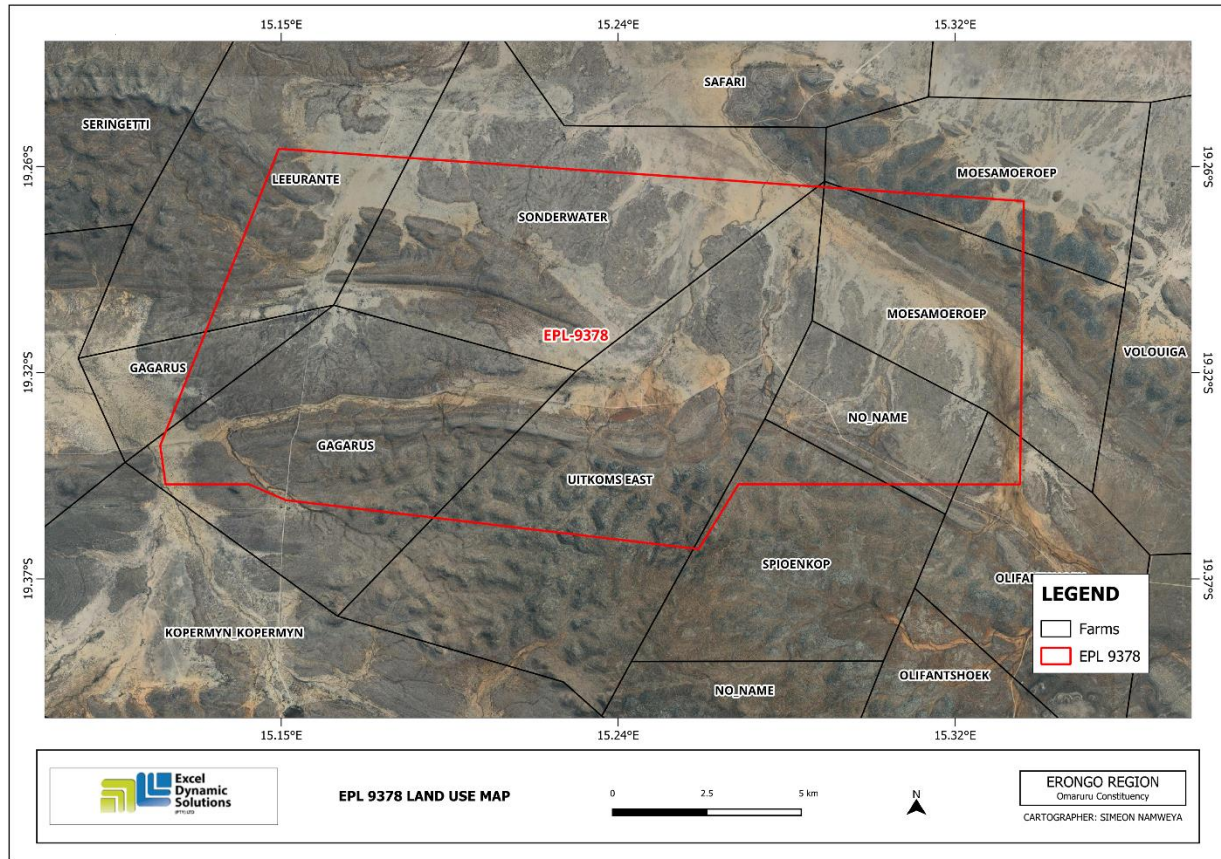 15.15°E
15.24°E
15.32°E
SAFARI
SERINGETTI
19.26°S
19.26°S
LEEURANTE
MOESAMOEROEP
SONDERWATER
MOESAMOEROEP
EPL-9378
VOLOUIGA
19.32°S
19.32°S
GAGARUS
NO_NAME
GAGARUS
UITKOMS EAST
SPIOENKOP
19.37°S
19.37°S
LEGEND
Farms
EPL 9378
KOPERMYN_KOPERMYN
OLIFANTSHOEK
NO_NAME
15.15°E
15.24°E
15.32°E
Excel
Dynamic
Solutions
(PTY) LTD
EPL 9378 LAND USE MAP
0
2.5
5 km
N
ERONGO REGION
Omaruru Constituency
CARTOGRAPHER: SIMEON NAMWEYA